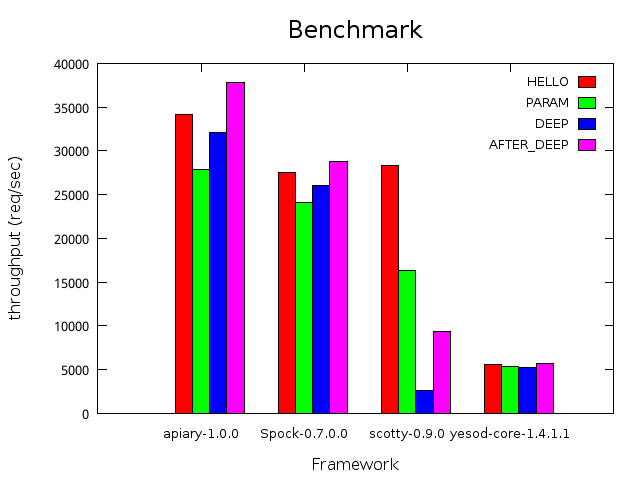 Benchmark
40000
35000
30000
25000
20000
15000
10000
5000
0
throughput (req/sec)
HELLO
PARAM
DEEP
AFTER_DEEP
apiary-1.0.0 Spock-0.7.0.0 scotty-0.9.0 yesod-core-1.4.1.1
Framework